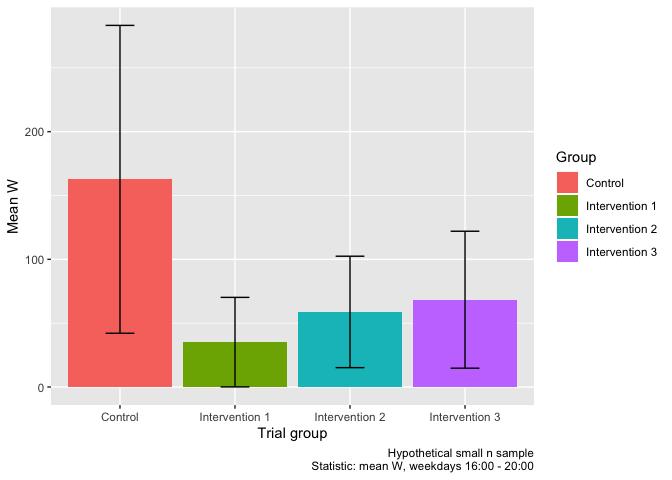 Mean W
200
100
0
Control
Intervention 1
Intervention 2
Intervention 3
Trial group
Group
Control
Intervention 1
Intervention 2
Intervention 3
Hypothetical small n sample
Statistic: mean W, weekdays 16:00 - 20:00